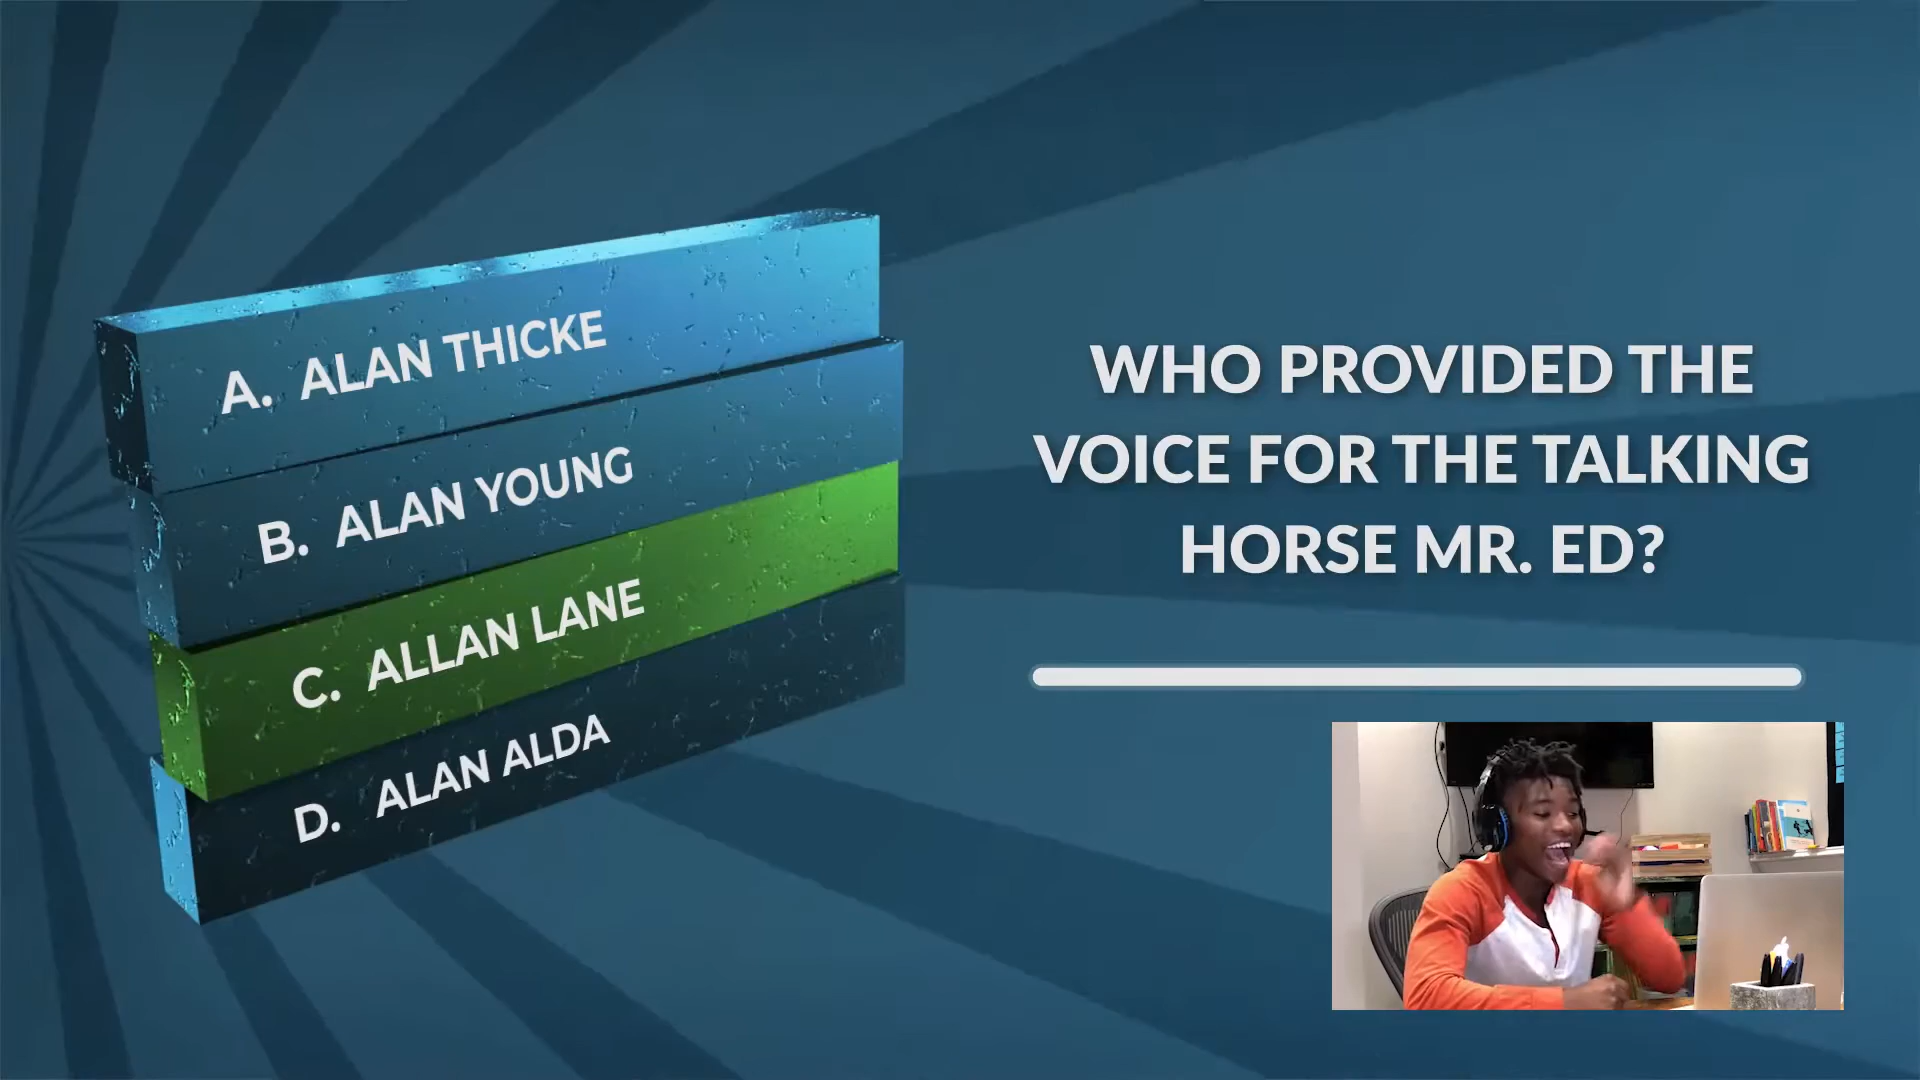 A. ALAN THICKE
B. ALAN YOUNG
C. ALLAN LANE
D. ALAN ALDA
WHO PROVIDED THE
VOICE FOR THE TALKING
HORSE MR. ED?